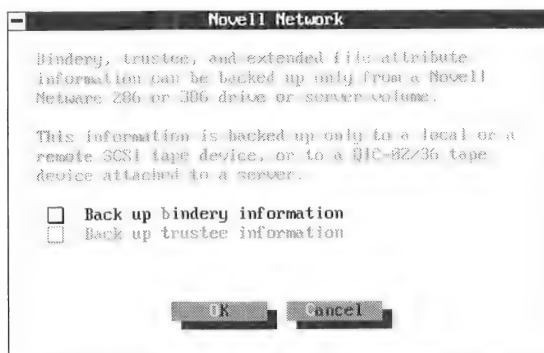 Novell Network
Bindery, trustee, and extended file attribute
information can be backed up only from a Novell
Netware 286 or 386 drive or server volume.
This information is backed up only to a local or a
remote SCSI tape device, or to a QIC-02/36 tape
device attached to a server.
Back up bindery information
Back up trustee information
OK
Cancel